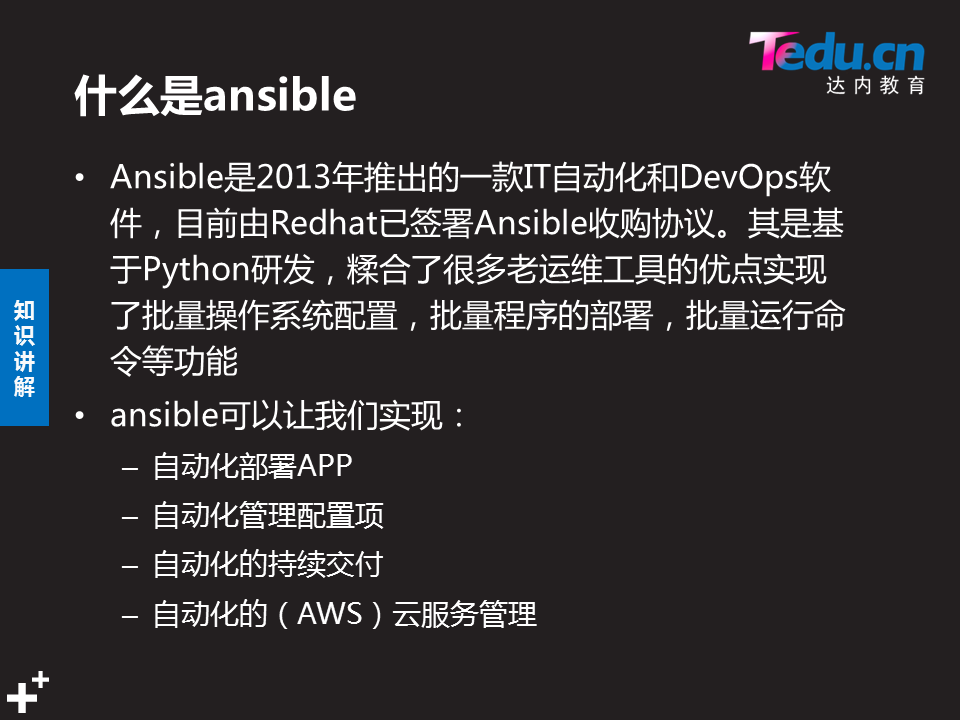 Tedu.cn
达内教育
什么是ansible
• Ansible是2013年推出的一款IT自动化和DevOps软
件，目前由Redhat已签署Ansible收购协议。其是基
于Python研发，糅合了很多老运维工具的优点实现
了批量操作系统配置，批量程序的部署，批量运行命
令等功能
• ansible可以让我们实现：
– 自动化部署APP
– 自动化管理配置项
– 自动化的持续交付
– 自动化的（AWS）云服务管理
知
识
讲
解